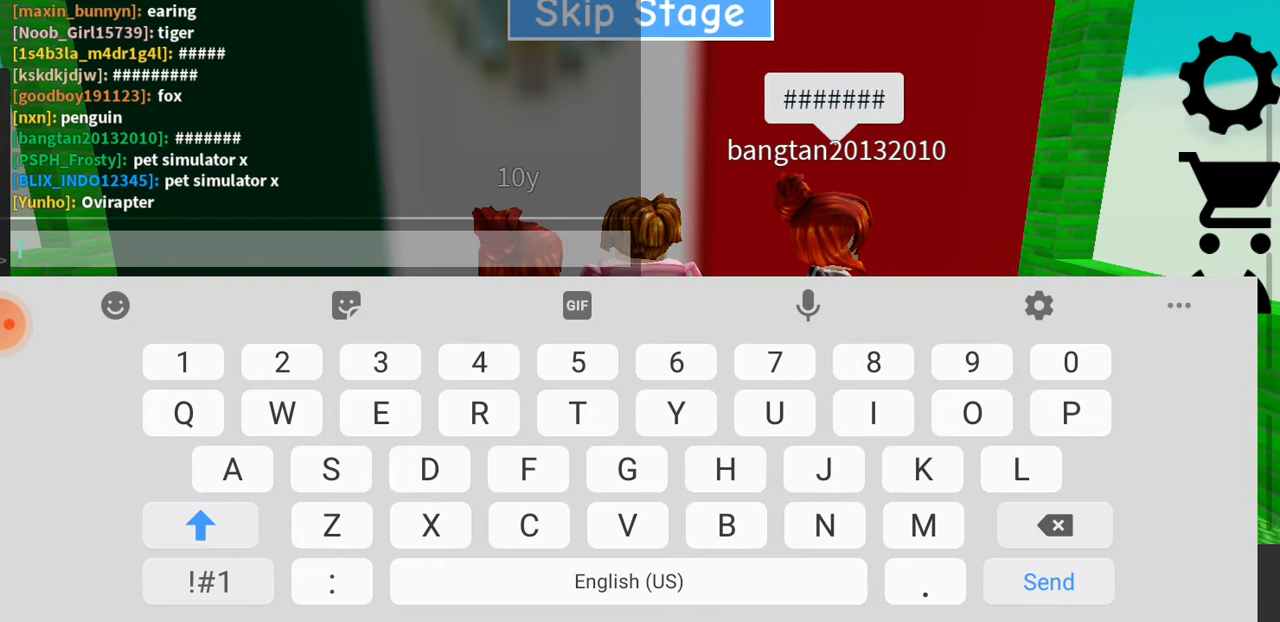 [maxin_bunnyn]: earing
[Noob_Girl15739]: tiger
[1s4b3la_m4dr1g4l]: #####
[kskdkjdjw]: #########
[goodboy191123]: fox
[nxn]: penguin
[bangtan20132010]: #######
[PSPH_Frosty]: pet simulator x
[BLIX_INDO12345]: pet simulator x
[Yunho]: Ovirapter
Skip Stage
#######
bangtan20132010
10y
GIF
1 2 3 4 5 6 7 8 9 0
Q W E R T Y U I O P
A S D F G H J K L
Z X C V B N M
!#1 : English (US) . Send